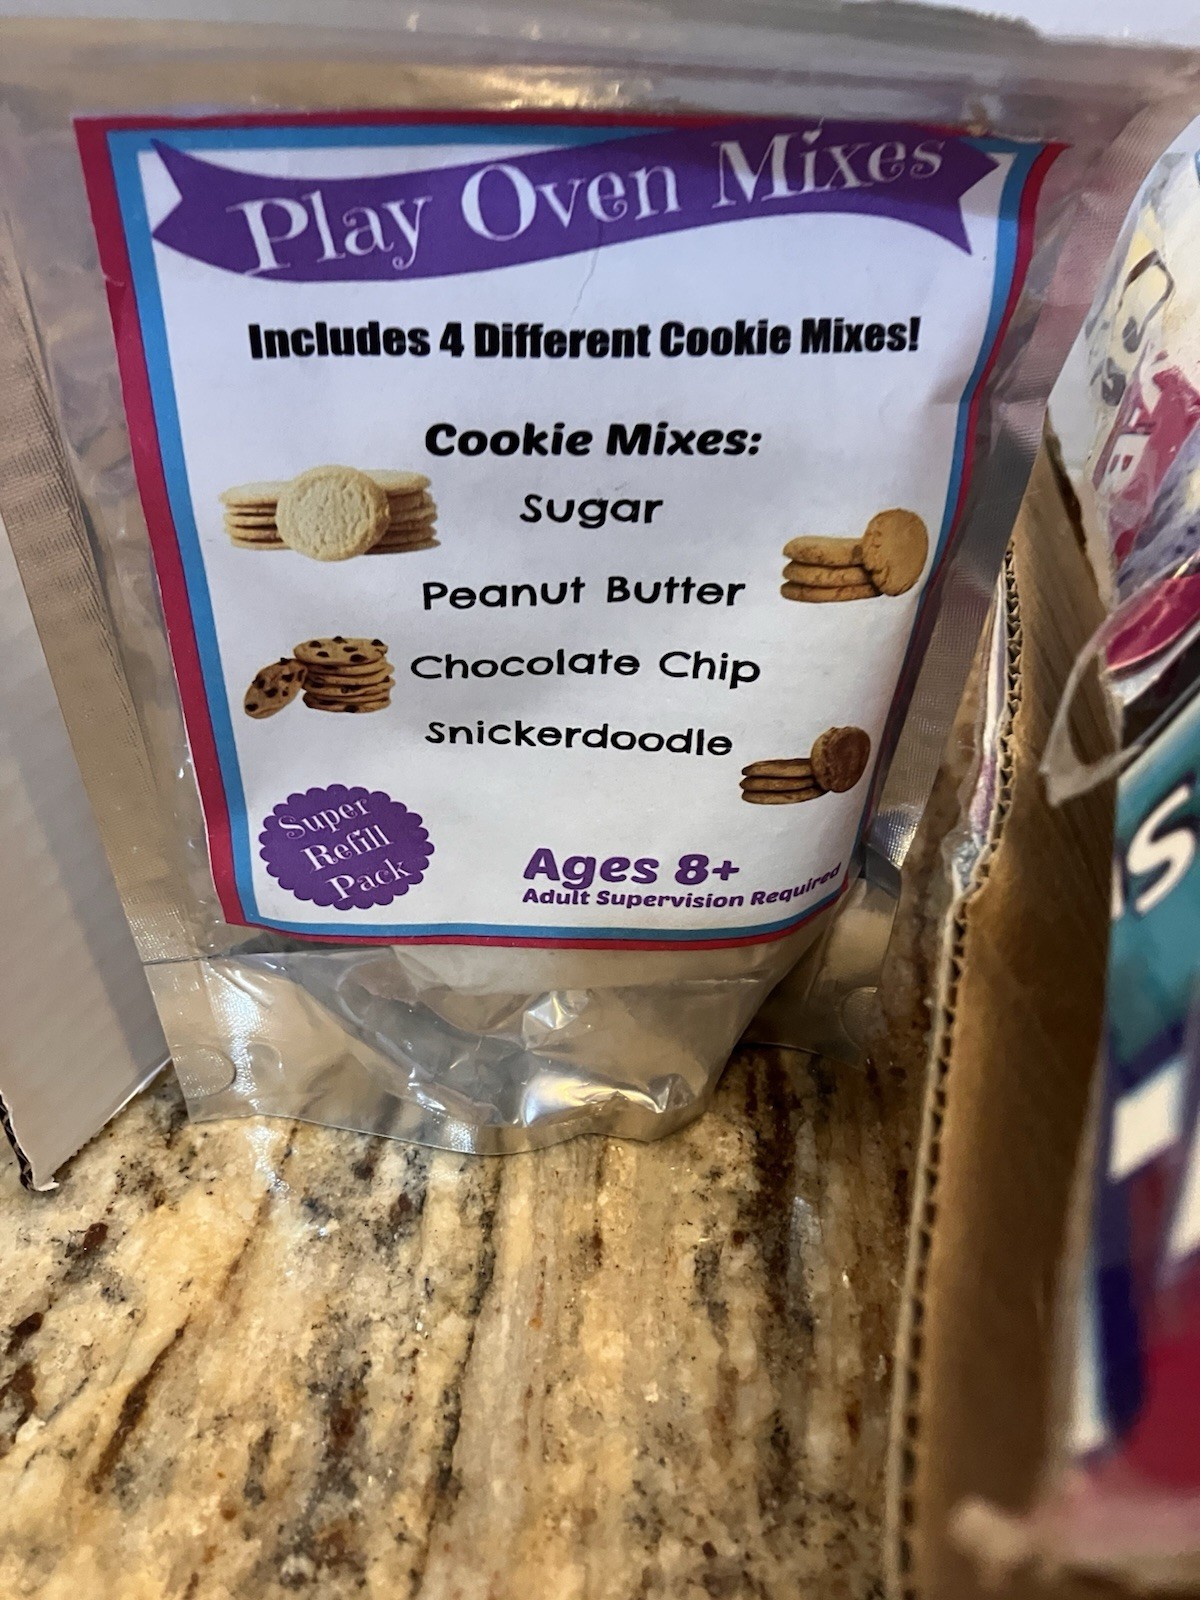 Play Oven Mixes
Includes 4 Different Cookie Mixes!
Cookie Mixes:
Sugar
Peanut Butter
Chocolate Chip
Snickerdoodle
Super
Refill
Pack
Ages 8+
Adult Supervision Required